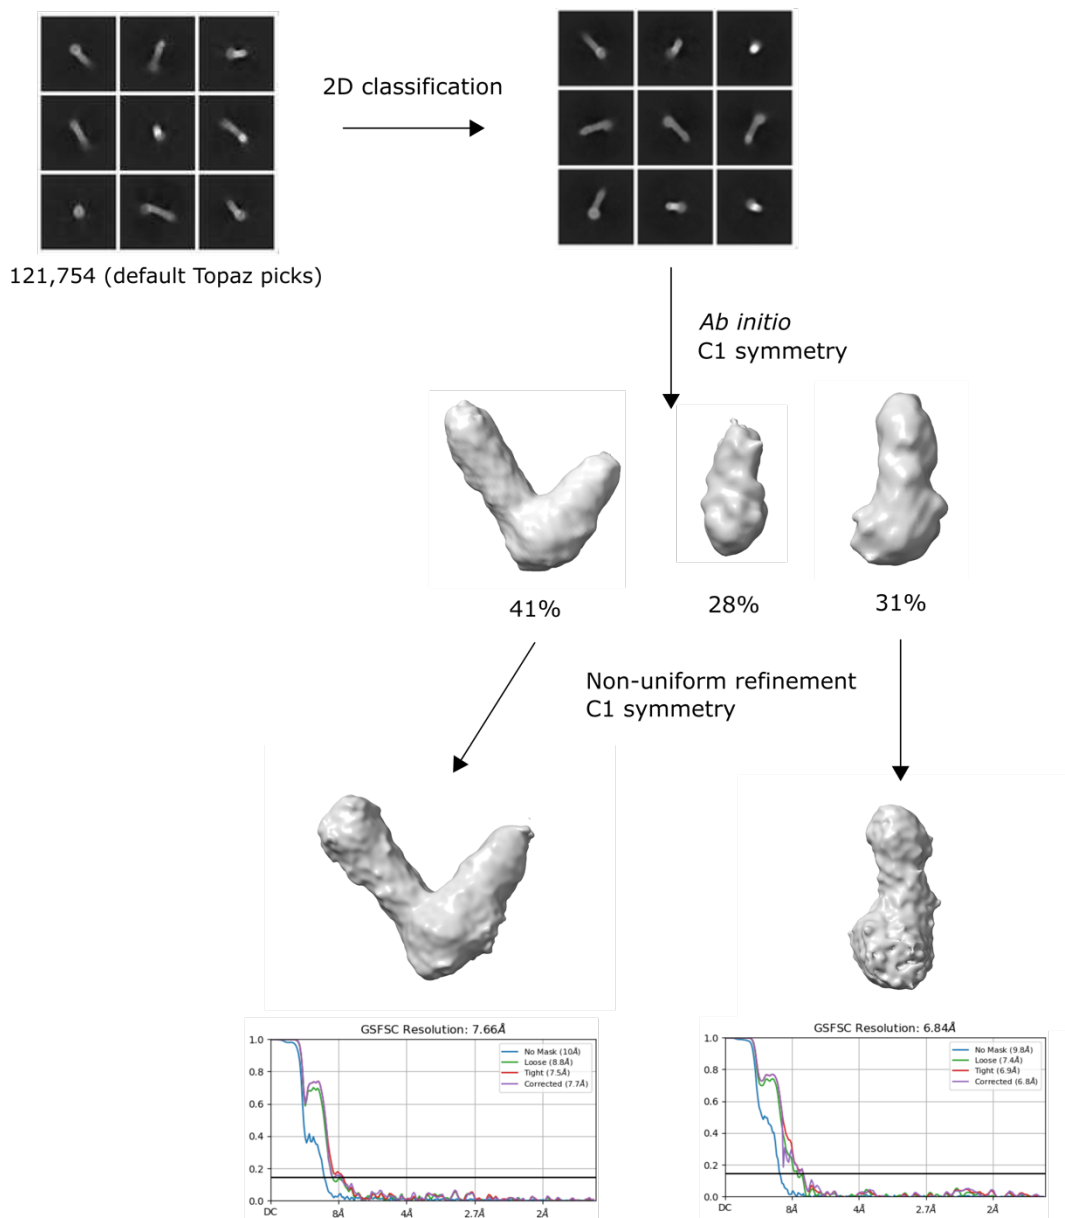 2D classification
121,754 (default Topaz picks)
Ab initio
C1 symmetry
41%
28%
31%
Non-uniform refinement
C1 symmetry
GSFSC Resolution: 7.66Å
1.0
0.8
0.6
0.4
0.2
0.0
No Mask (10Å)
Loose (8.8Å)
Tight (7.5Å)
Corrected (7.7Å)
DC
8Å
4Å
2.7Å
2Å
GSFSC Resolution: 6.84Å
1.0
0.8
0.6
0.4
0.2
0.0
No Mask (9.8Å)
Loose (7.4Å)
Tight (6.9Å)
Corrected (6.8Å)
DC
8Å
4Å
2.7Å
2Å